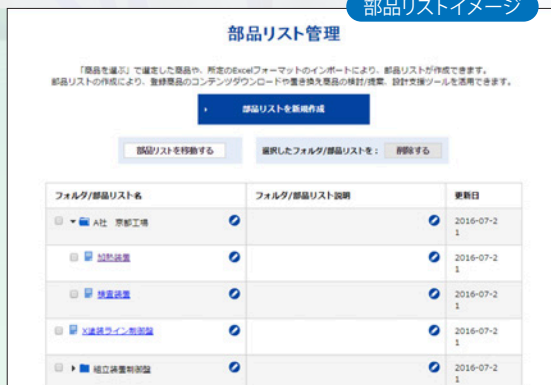 部品リストイメージ
部品リスト管理
「商品を選ぶ」で選定した商品や、所定のExcelフォーマットのインポートにより、部品リストが作成できます。
部品リストの作成により、登録商品のコンテンツダウンロードや置き換え商品の検討/提案、設計支援ツールを活用できます。
部品リストを新規作成
部品リストを移動する 選択したフォルダ/部品リストを： 削除する
フォルダ/部品リスト名 フォルダ/部品リスト説明 更新日
A社 京都工場 2016-07-2
1
加熱装置 2016-07-2
1
検査装置 2016-07-2
1
X塗装ライン制御盤 2016-07-2
1
組立装置制御盤 2016-07-2
1